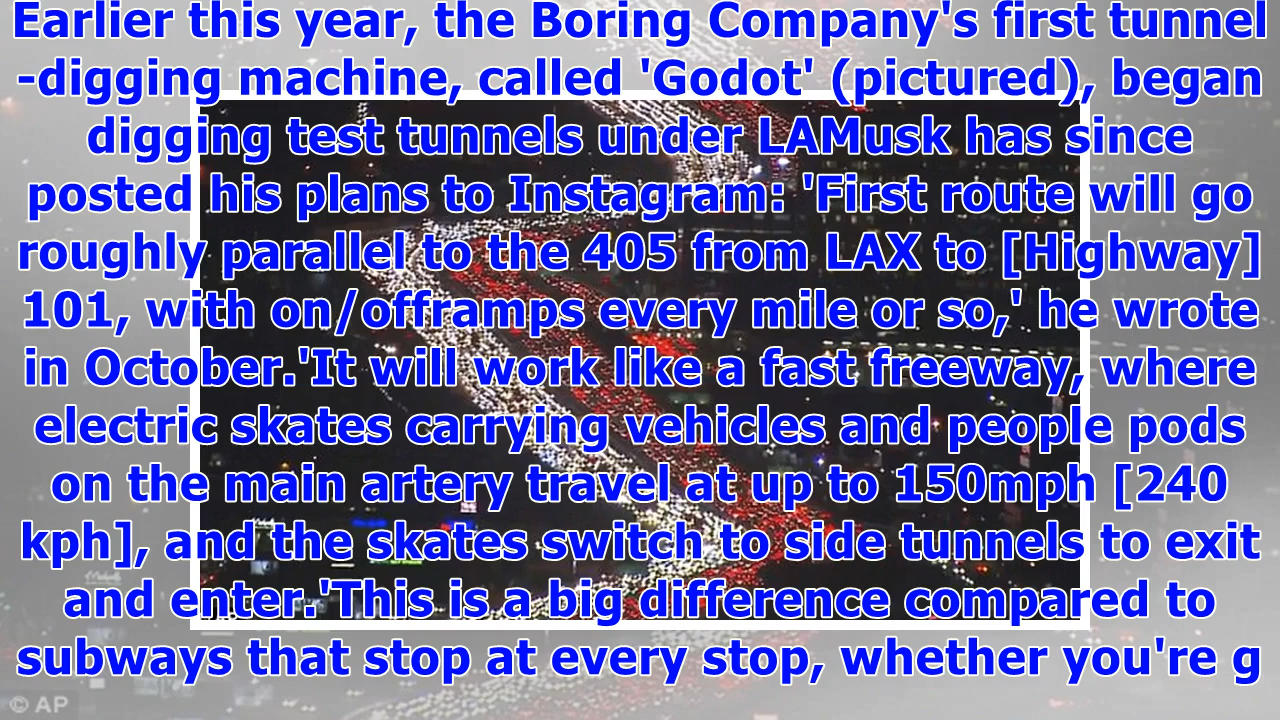 Earlier this year, the Boring Company's first tunnel
-digging machine, called 'Godot' (pictured), began
digging test tunnels under LAMusk has since
posted his plans to Instagram: 'First route will go
roughly parallel to the 405 from LAX to [Highway]
101, with on/offramps every mile or so,' he wrote
in October.'It will work like a fast freeway, where
electric skates carrying vehicles and people pods
on the main artery travel at up to 150mph [240
kph], and the skates switch to side tunnels to exit
and enter.'This is a big difference compared to
subways that stop at every stop, whether you're g
© AP